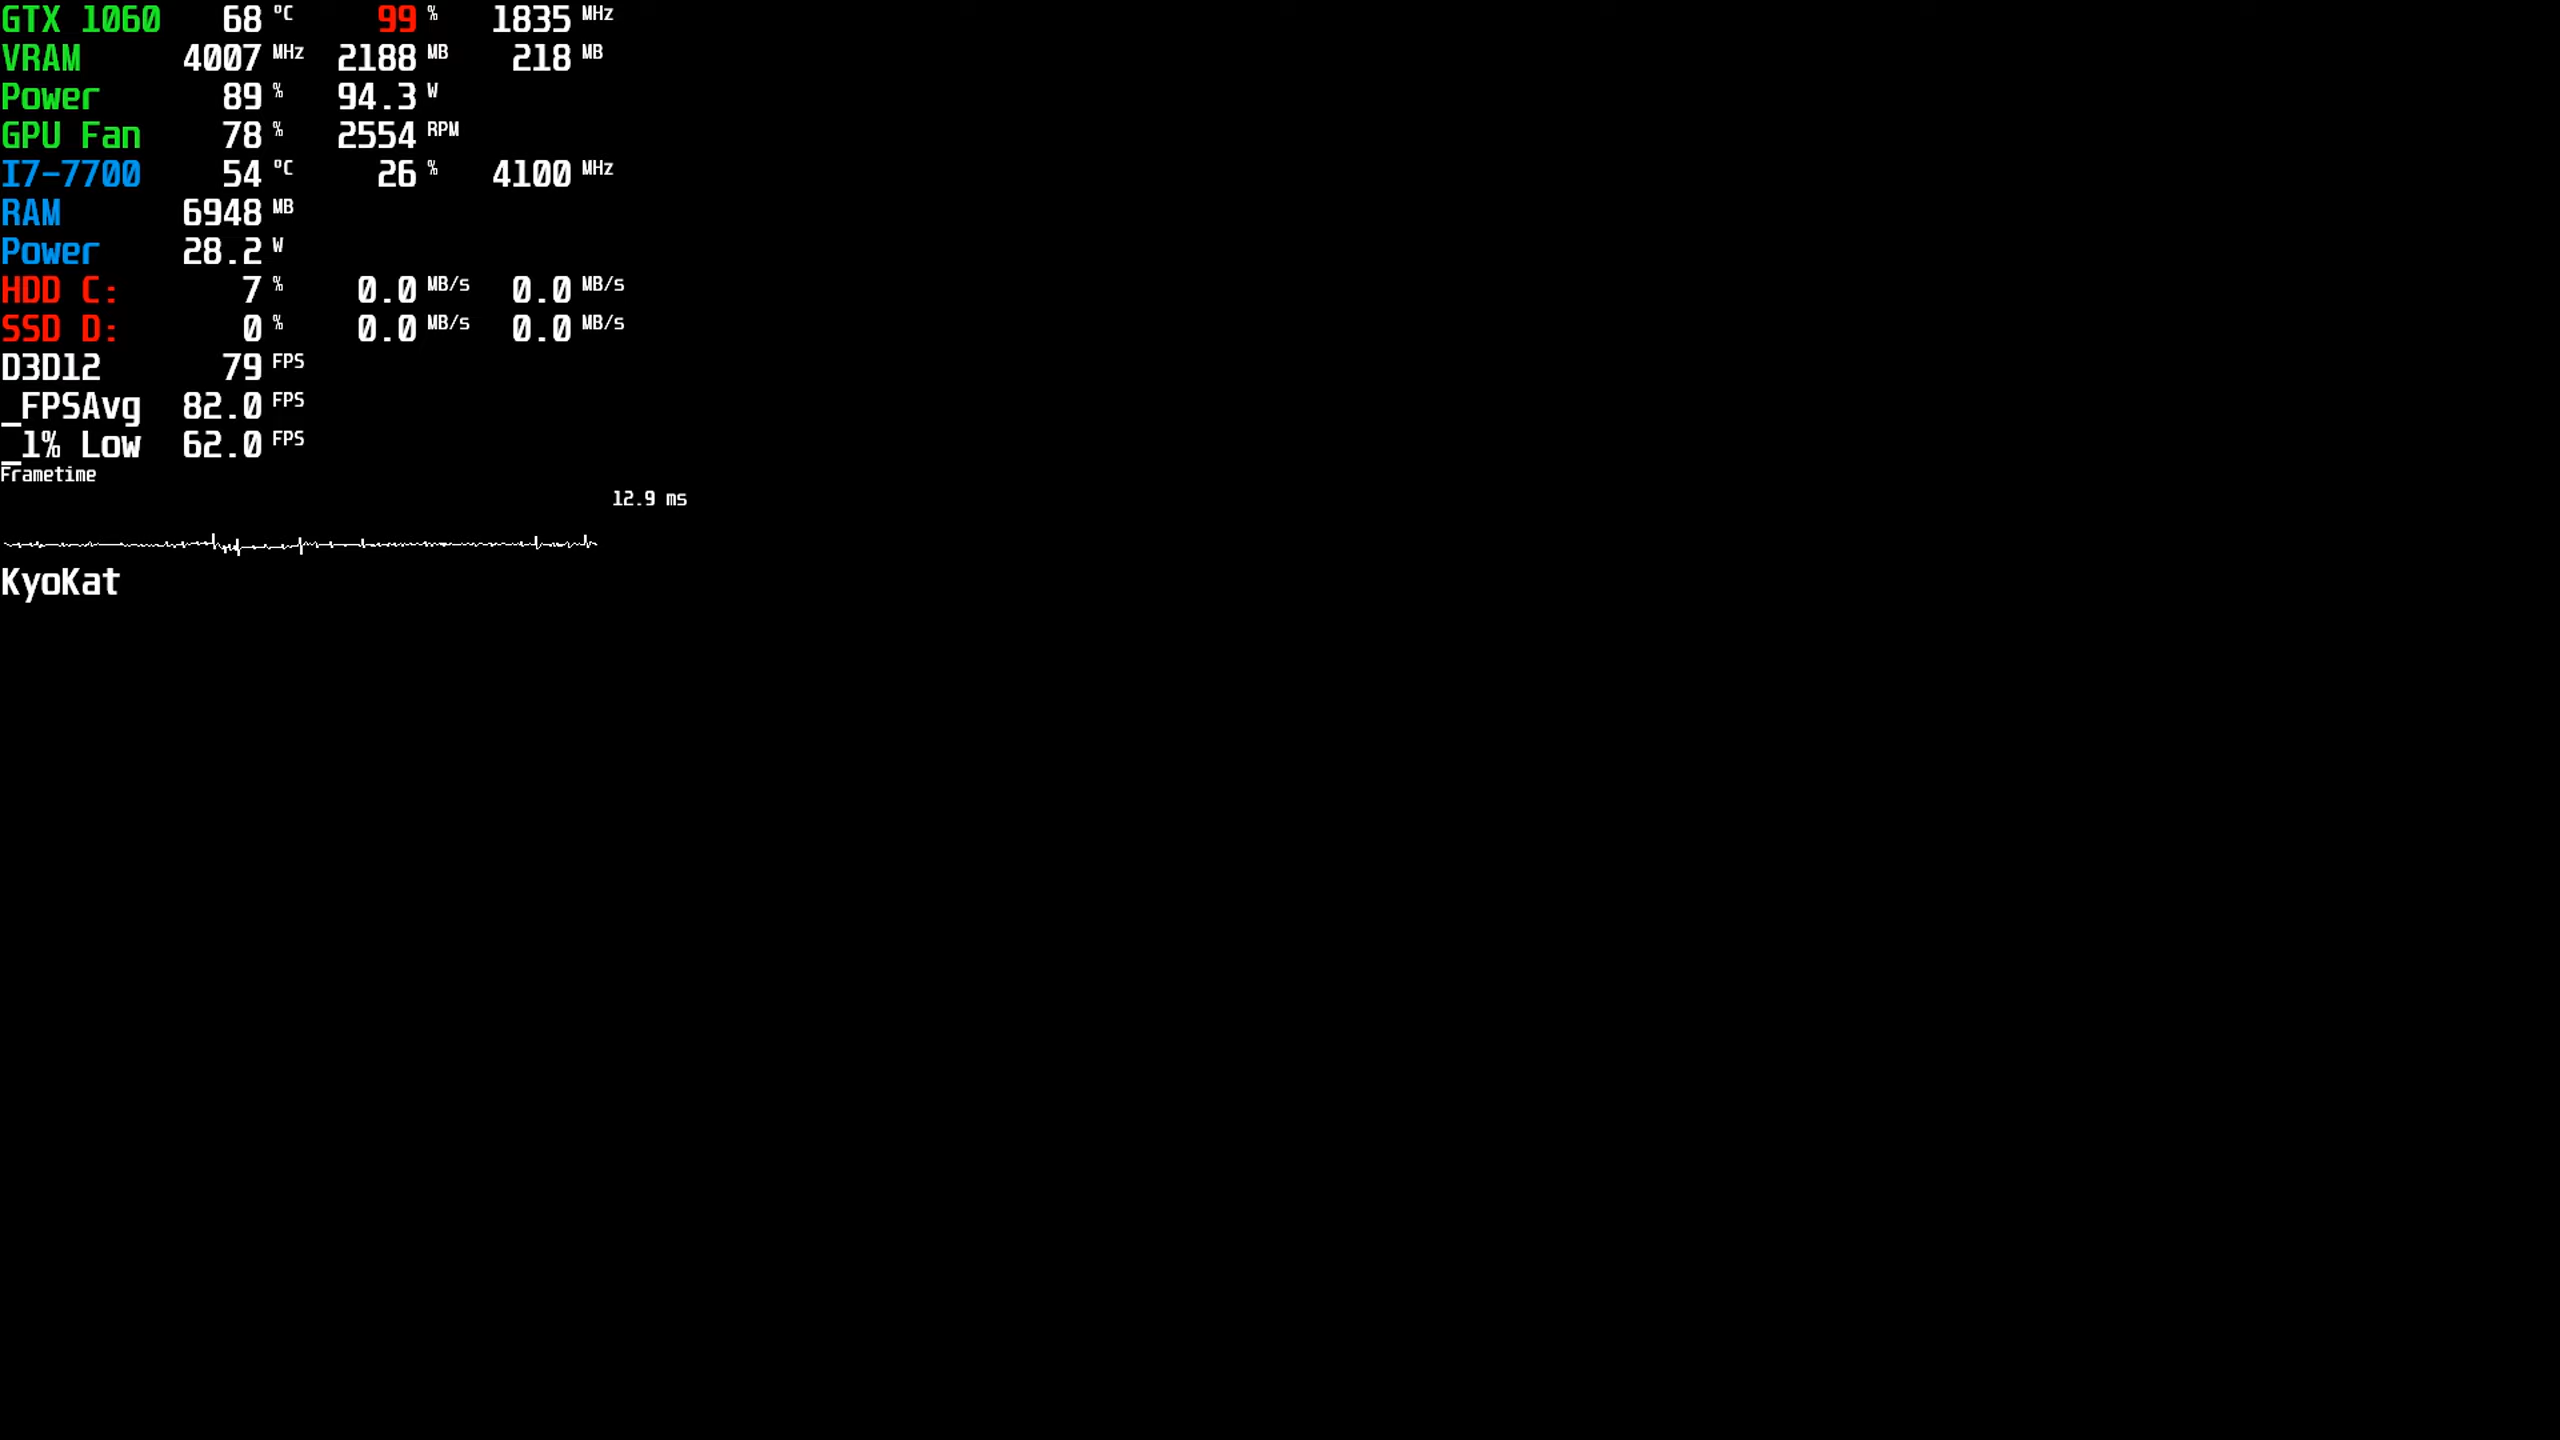 GTX 1060 68 °C 99 % 1835 MHz
VRAM 4007 MHz 2188 MB 218 MB
Power 89 % 94.3 W
GPU Fan 78 % 2554 RPM
I7-7700 54 °C 26 % 4100 MHz
RAM 6948 MB
Power 28.2 W
HDD C: 7 % 0.0 MB/s 0.0 MB/s
SSD D: 0 % 0.0 MB/s 0.0 MB/s
D3D12 79 FPS
_FPSAvg 82.0 FPS
_1% Low 62.0 FPS
Frametime
12.9 ms
KyoKat